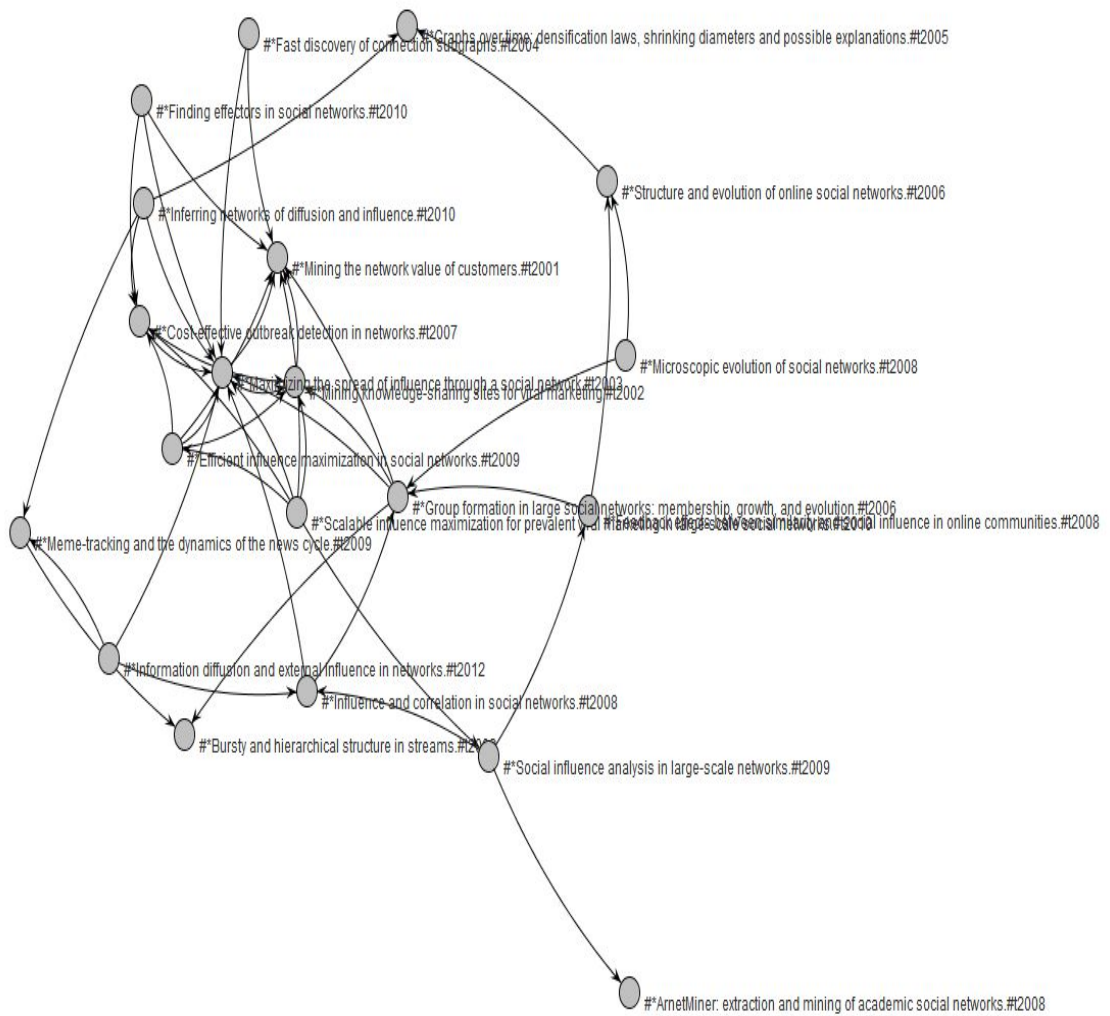 #*Graphs over time: densification laws, shrinking diameters and possible explanations.#t2005
#*Fast discovery of connection subgraphs.#t2004
#*Finding effectors in social networks.#t2010
#*Structure and evolution of online social networks.#t2006
#*Inferring networks of diffusion and influence.#t2010
#*Mining the network value of customers.#t2001
#*Cost-effective outbreak detection in networks.#t2007
#*Microscopic evolution of social networks.#t2008
#*Maximizing the spread of influence through a social network.#t2003
#*Mining knowledge-sharing sites for viral marketing.#t2002
#*Efficient influence maximization in social networks.#t2009
#*Group formation in large social networks: membership, growth, and evolution.#t2006
#*Scalable influence maximization for prevalent viral marketing in large-scale social networks.#t2010
#*Feedback effects between similarity and social influence in online communities.#t2008
#*Meme-tracking and the dynamics of the news cycle.#t2009
#*Information diffusion and external influence in networks.#t2012
#*Influence and correlation in social networks.#t2008
#*Bursty and hierarchical structure in streams.
#*Social influence analysis in large-scale networks.#t2009
#*ArnetMiner: extraction and mining of academic social networks.#t2008